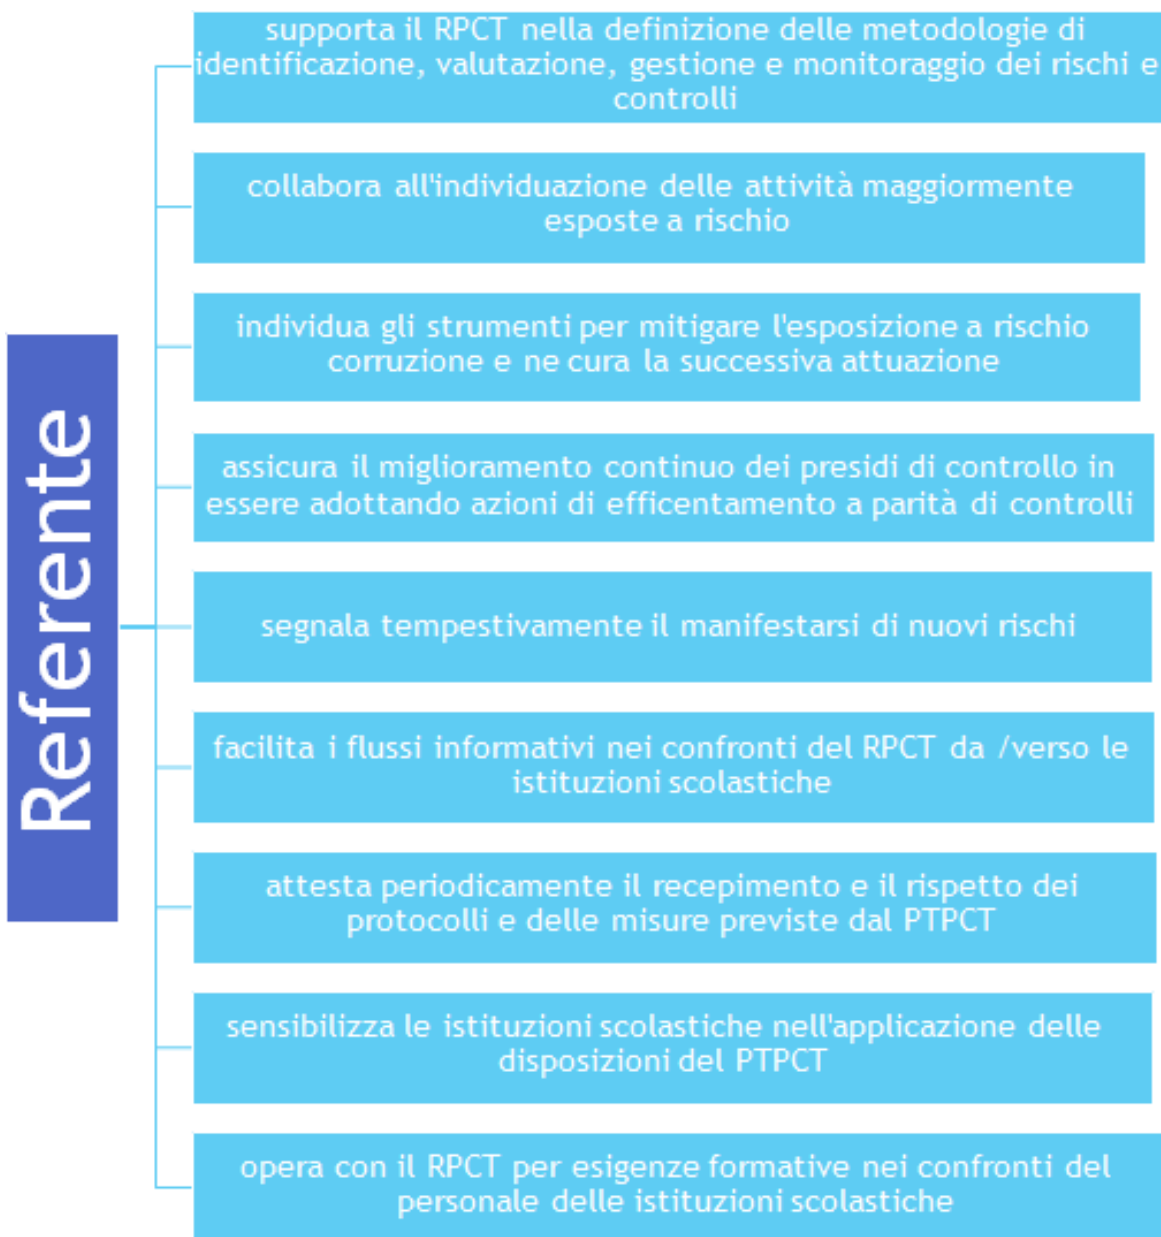 supporta il RPCT nella definizione delle metodologie di
identificazione, valutazione, gestione e monitoraggio dei rischi e
controlli
collabora all'individuazione delle attività maggiormente
esposte a rischio
individua gli strumenti per mitigare l'esposizione a rischio
corruzione e ne cura la successiva attuazione
assicura il miglioramento continuo dei presidi di controllo in
essere adottando azioni di efficentamento a parità di controlli
Referente
segnala tempestivamente il manifestarsi di nuovi rischi
facilita i flussi informativi nei confronti del RPCT da /verso le
istituzioni scolastiche
attesta periodicamente il recepimento e il rispetto dei
protocolli e delle misure previste dal PTPCT
sensibilizza le istituzioni scolastiche nell'applicazione delle
disposizioni del PTPCT
opera con il RPCT per esigenze formative nei confronti del
personale delle istituzioni scolastiche